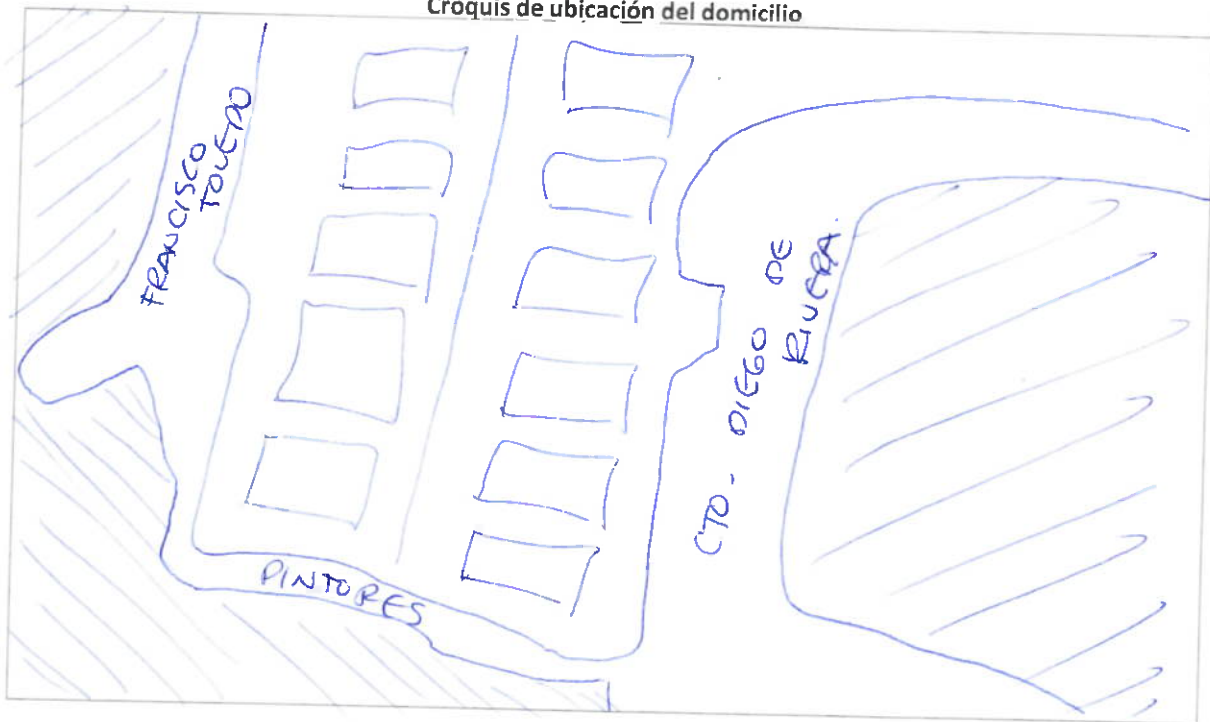 Croquis de ubicación del domicilio
FRANCISCO
TOLEDO
PINTORES
CTO. DIEGO DE
RIVERA.